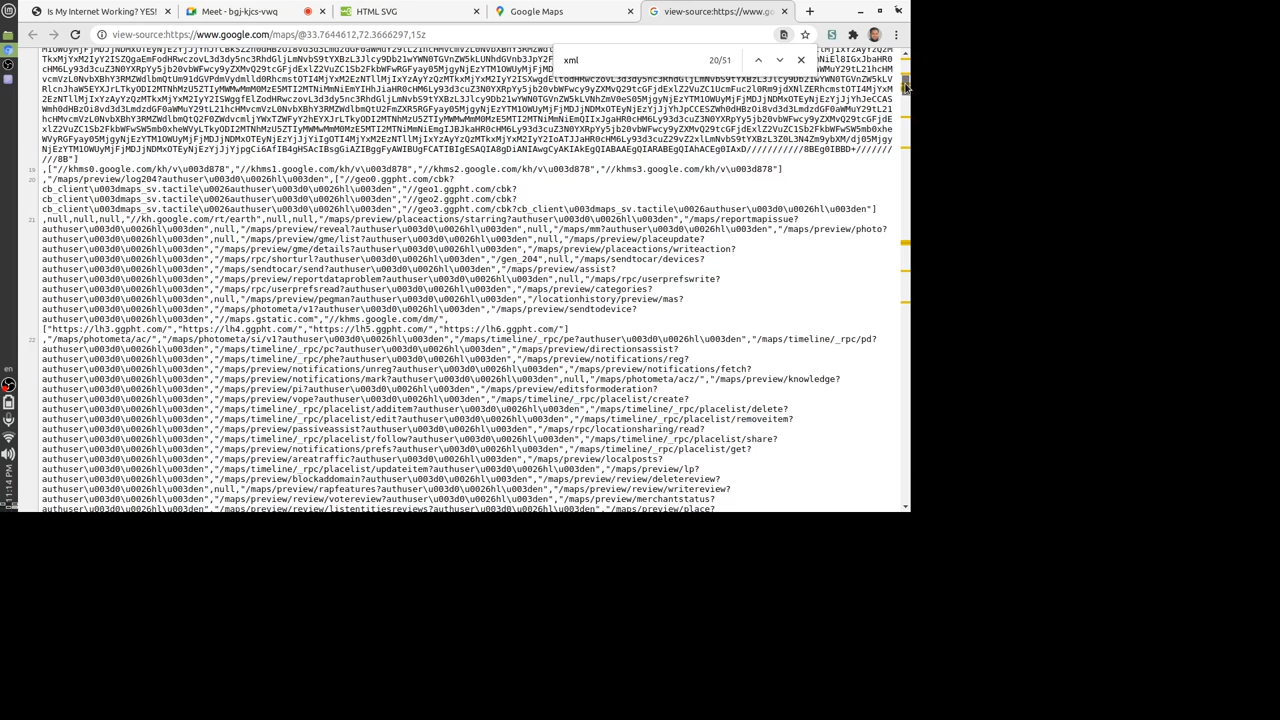 Is My Internet Working? YES!
Meet - bgj-kjcs-vwq
HTML SVG
Google Maps
view-source:https://www.go
view-source:https://www.google.com/maps/@33.7644612,72.3666297,15z
xml
20/51
///8B"]
19 ,["//khms0.google.com/kh/v\u003d878","//khms1.google.com/kh/v\u003d878","//khms2.google.com/kh/v\u003d878","//khms3.google.com/kh/v\u003d878"]
20 ,"/maps/preview/log204?authuser\u003d0\u0026hl\u003den",["//geo0.ggpht.com/cbk?
cb_client\u003dmaps_sv.tactile\u0026authuser\u003d0\u0026hl\u003den","//geo1.ggpht.com/cbk?
cb_client\u003dmaps_sv.tactile\u0026authuser\u003d0\u0026hl\u003den","//geo2.ggpht.com/cbk?
cb_client\u003dmaps_sv.tactile\u0026authuser\u003d0\u0026hl\u003den","//geo3.ggpht.com/cbk?cb_client\u003dmaps_sv.tactile\u0026authuser\u003d0\u0026hl\u003den"]
21 ,null,null,null,"//kh.google.com/rt/earth",null,null,"/maps/preview/placeactions/starring?authuser\u003d0\u0026hl\u003den","/maps/reportmapissue?
authuser\u003d0\u0026hl\u003den",null,"/maps/preview/reveal?authuser\u003d0\u0026hl\u003den",null,"/maps/mm?authuser\u003d0\u0026hl\u003den","/maps/preview/photo?
authuser\u003d0\u0026hl\u003den",null,"/maps/preview/gme/list?authuser\u003d0\u0026hl\u003den",null,"/maps/preview/placeupdate?
authuser\u003d0\u0026hl\u003den","/maps/preview/gme/details?authuser\u003d0\u0026hl\u003den","/maps/preview/placeactions/writeaction?
authuser\u003d0\u0026hl\u003den","/maps/rpc/shorturl?authuser\u003d0\u0026hl\u003den","/gen_204",null,"/maps/sendtocar/devices?
authuser\u003d0\u0026hl\u003den","/maps/sendtocar/send?authuser\u003d0\u0026hl\u003den","/maps/preview/assist?
authuser\u003d0\u0026hl\u003den","/maps/preview/reportdataproblem?authuser\u003d0\u0026hl\u003den",null,"/maps/rpc/userprefswrite?
authuser\u003d0\u0026hl\u003den","/maps/rpc/userprefsread?authuser\u003d0\u0026hl\u003den","/maps/preview/categories?
authuser\u003d0\u0026hl\u003den",null,"/maps/preview/pegman?authuser\u003d0\u0026hl\u003den","/locationhistory/preview/mas?
authuser\u003d0\u0026hl\u003den","/maps/photometa/v1?authuser\u003d0\u0026hl\u003den","/maps/preview/sendtodevice?
authuser\u003d0\u0026hl\u003den","//maps.gstatic.com","//khms.google.com/dm/",
["https://lh3.ggpht.com/","https://lh4.ggpht.com/","https://lh5.ggpht.com/","https://lh6.ggpht.com/"]
22 ,"/maps/photometa/ac/","/maps/photometa/si/v1?authuser\u003d0\u0026hl\u003den","/maps/timeline/_rpc/pe?authuser\u003d0\u0026hl\u003den","/maps/timeline/_rpc/pd?
authuser\u003d0\u0026hl\u003den","/maps/timeline/_rpc/pc?authuser\u003d0\u0026hl\u003den","/maps/preview/directionsassist?
authuser\u003d0\u0026hl\u003den","/maps/timeline/_rpc/phe?authuser\u003d0\u0026hl\u003den","/maps/preview/notifications/reg?
authuser\u003d0\u0026hl\u003den","/maps/preview/notifications/unreg?authuser\u003d0\u0026hl\u003den","/maps/preview/notifications/fetch?
authuser\u003d0\u0026hl\u003den","/maps/preview/notifications/mark?authuser\u003d0\u0026hl\u003den",null,"/maps/photometa/acz/","/maps/preview/knowledge?
authuser\u003d0\u0026hl\u003den","/maps/preview/pi?authuser\u003d0\u0026hl\u003den","/maps/preview/editsformoderation?
authuser\u003d0\u0026hl\u003den","/maps/preview/vope?authuser\u003d0\u0026hl\u003den","/maps/timeline/_rpc/placelist/create?
authuser\u003d0\u0026hl\u003den","/maps/timeline/_rpc/placelist/additem?authuser\u003d0\u0026hl\u003den","/maps/timeline/_rpc/placelist/delete?
authuser\u003d0\u0026hl\u003den","/maps/timeline/_rpc/placelist/edit?authuser\u003d0\u0026hl\u003den","/maps/timeline/_rpc/placelist/removeitem?
authuser\u003d0\u0026hl\u003den","/maps/preview/passiveassist?authuser\u003d0\u0026hl\u003den","/maps/rpc/locationsharing/read?
authuser\u003d0\u0026hl\u003den","/maps/timeline/_rpc/placelist/follow?authuser\u003d0\u0026hl\u003den","/maps/timeline/_rpc/placelist/share?
authuser\u003d0\u0026hl\u003den","/maps/preview/notifications/prefs?authuser\u003d0\u0026hl\u003den","/maps/timeline/_rpc/placelist/get?
authuser\u003d0\u0026hl\u003den","/maps/preview/areatraffic?authuser\u003d0\u0026hl\u003den","/maps/preview/localposts?
authuser\u003d0\u0026hl\u003den","/maps/timeline/_rpc/placelist/updateitem?authuser\u003d0\u0026hl\u003den","/maps/preview/lp?
authuser\u003d0\u0026hl\u003den","/maps/preview/blockaddomain?authuser\u003d0\u0026hl\u003den","/maps/preview/review/deletereview?
authuser\u003d0\u0026hl\u003den",null,"/maps/preview/rapfeatures?authuser\u003d0\u0026hl\u003den","/maps/preview/review/writereview?
authuser\u003d0\u0026hl\u003den","/maps/preview/review/votereview?authuser\u003d0\u0026hl\u003den","/maps/preview/merchantstatus?
authuser\u003d0\u0026hl\u003den","/maps/preview/review/listentitiesreviews?authuser\u003d0\u0026hl\u003den","/maps/preview/place?
en
11:14 PM